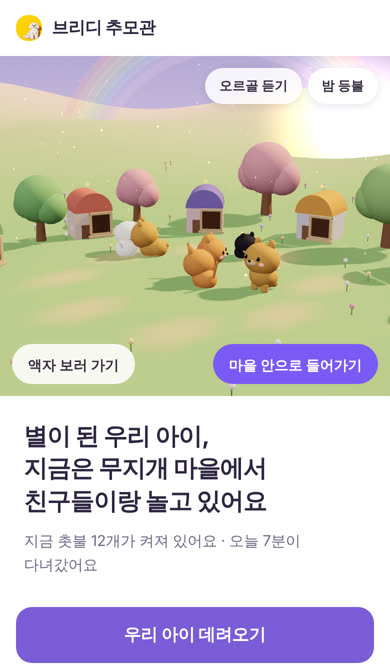 브리디 추모관
오르골 듣기
밤 등불
액자 보러 가기
마을 안으로 들어가기
별이 된 우리 아이,
지금은 무지개 마을에서
친구들이랑 놀고 있어요
지금 촛불 12개가 켜져 있어요 · 오늘 7분이
다녀갔어요
우리 아이 데려오기